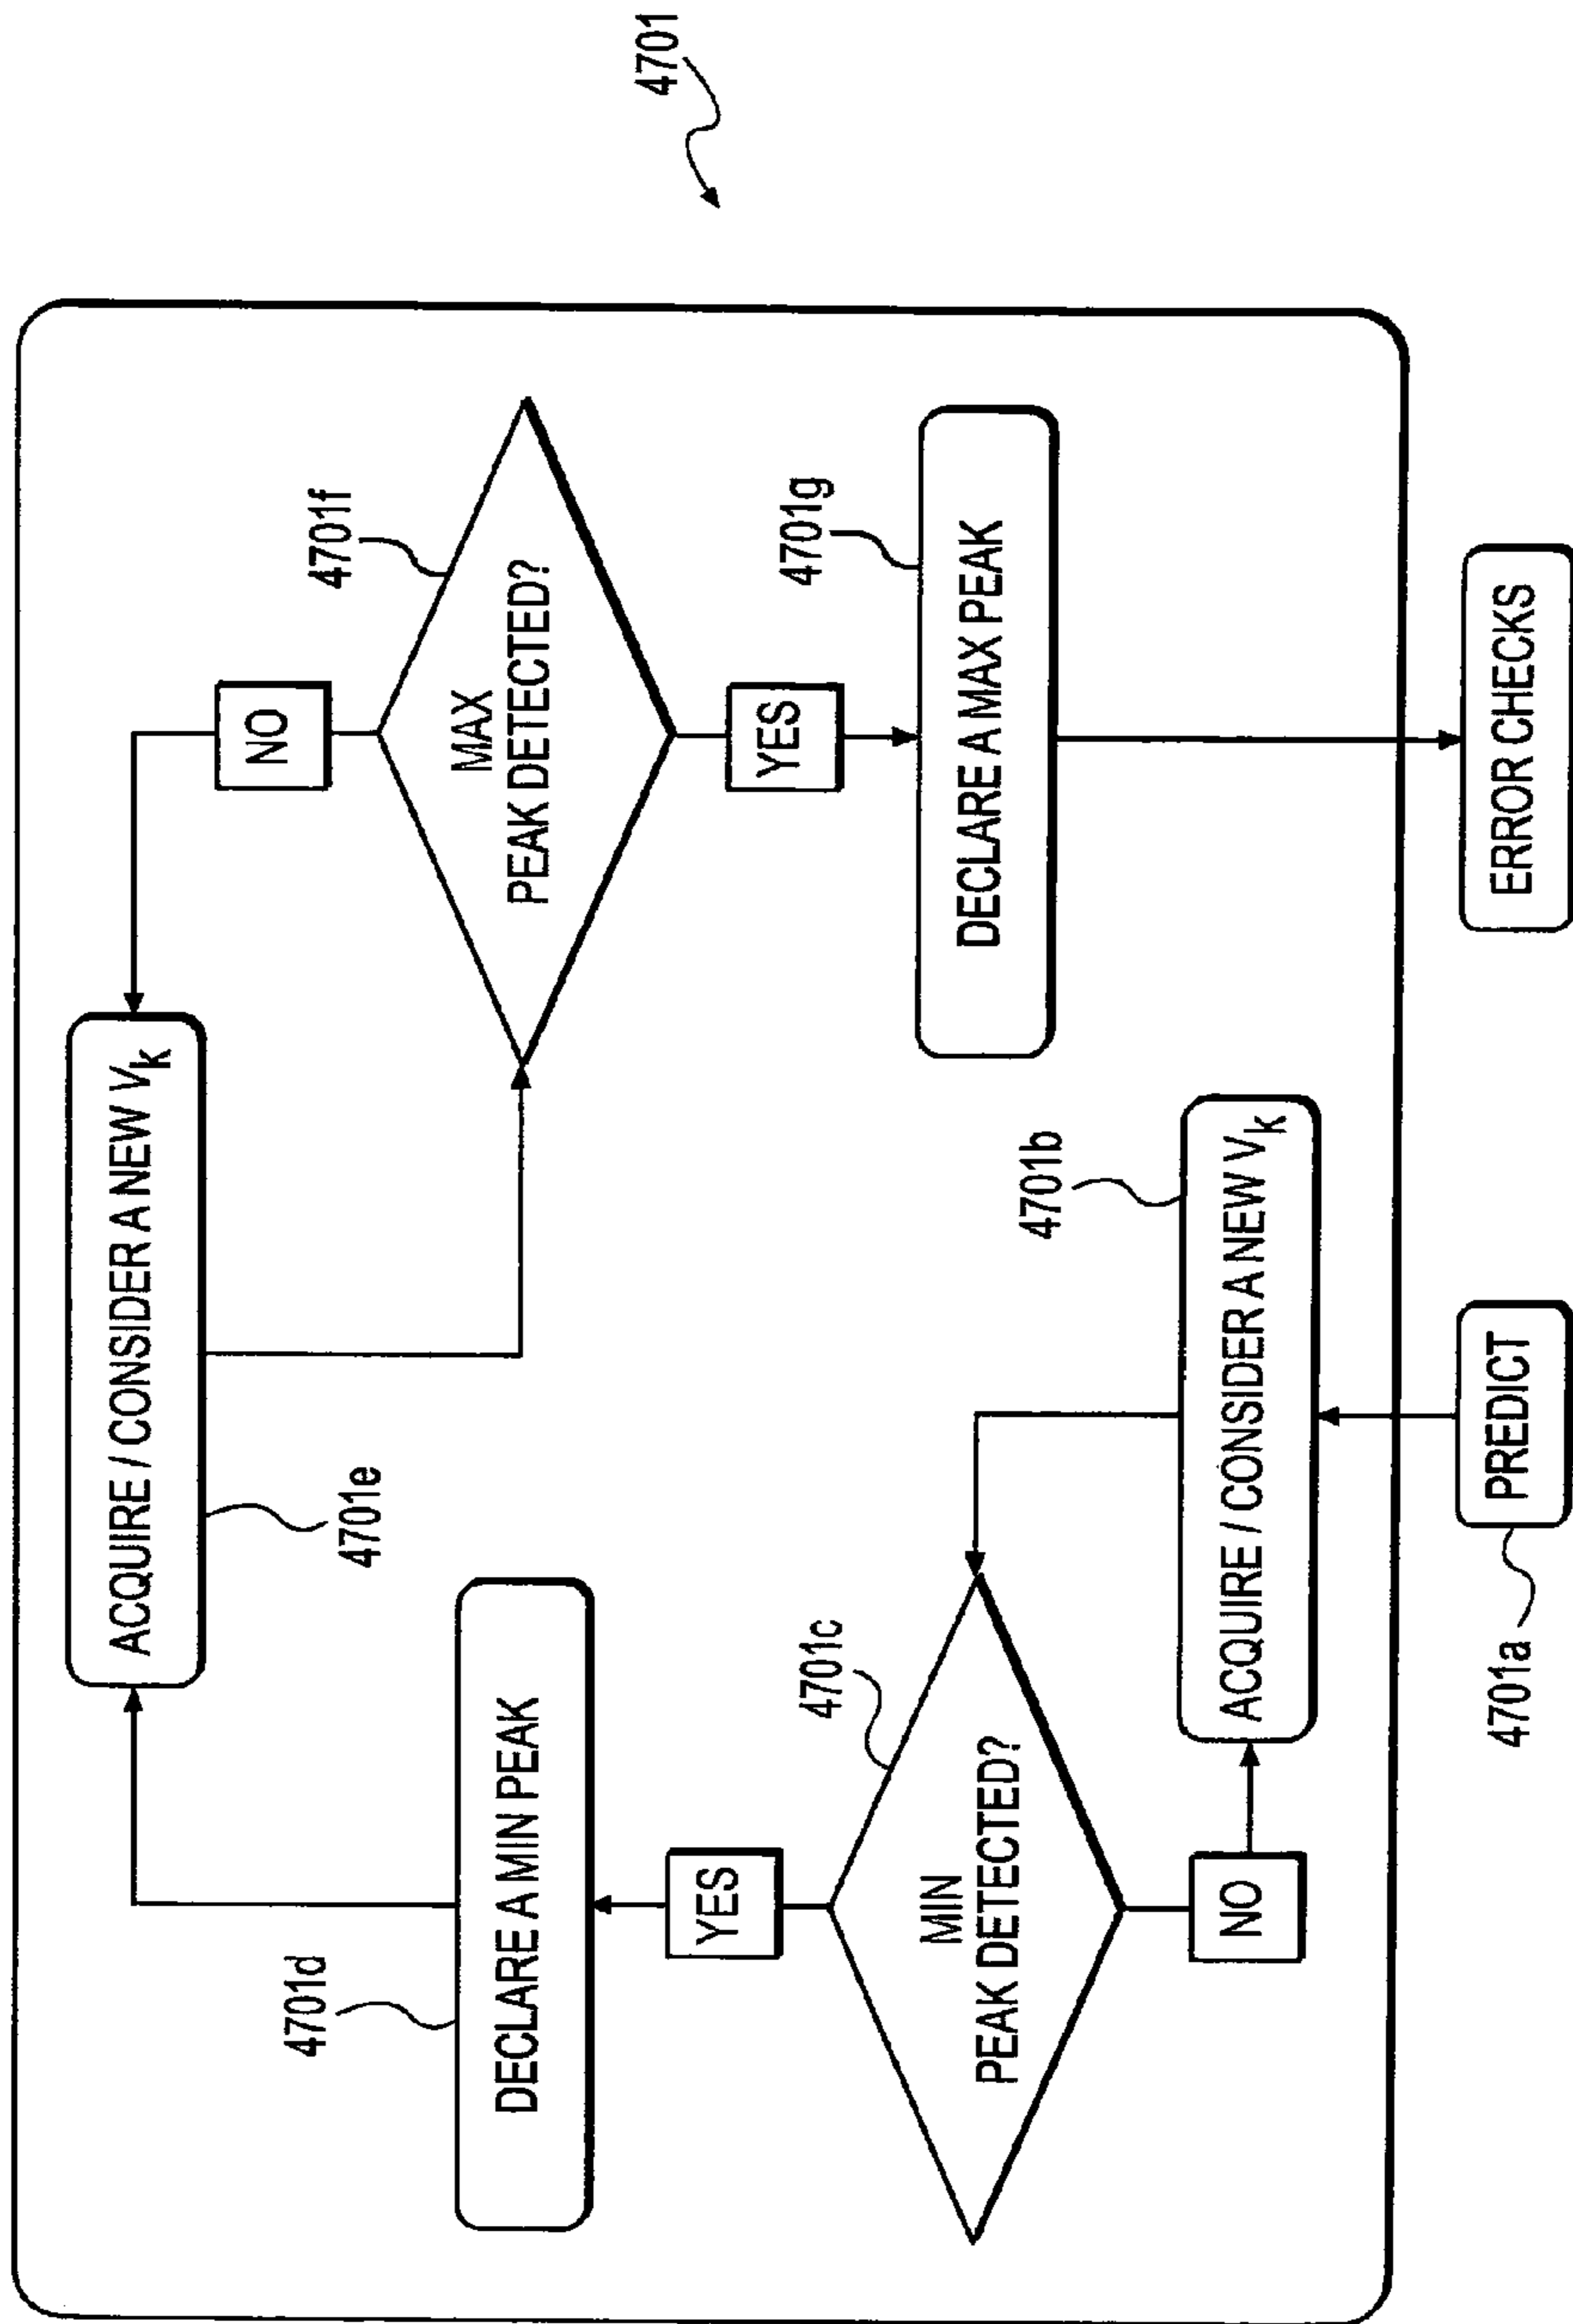 4701
ACQUIRE / CONSIDER A NEW Vk
4701e
NO
4701f
MAX
PEAK DETECTED?
YES
4701g
DECLARE A MAX PEAK
ERROR CHECKS
4701d
DECLARE A MIN PEAK
YES
4701c
MIN
PEAK DETECTED?
NO
4701b
ACQUIRE / CONSIDER A NEW Vk
4701a
PREDICT